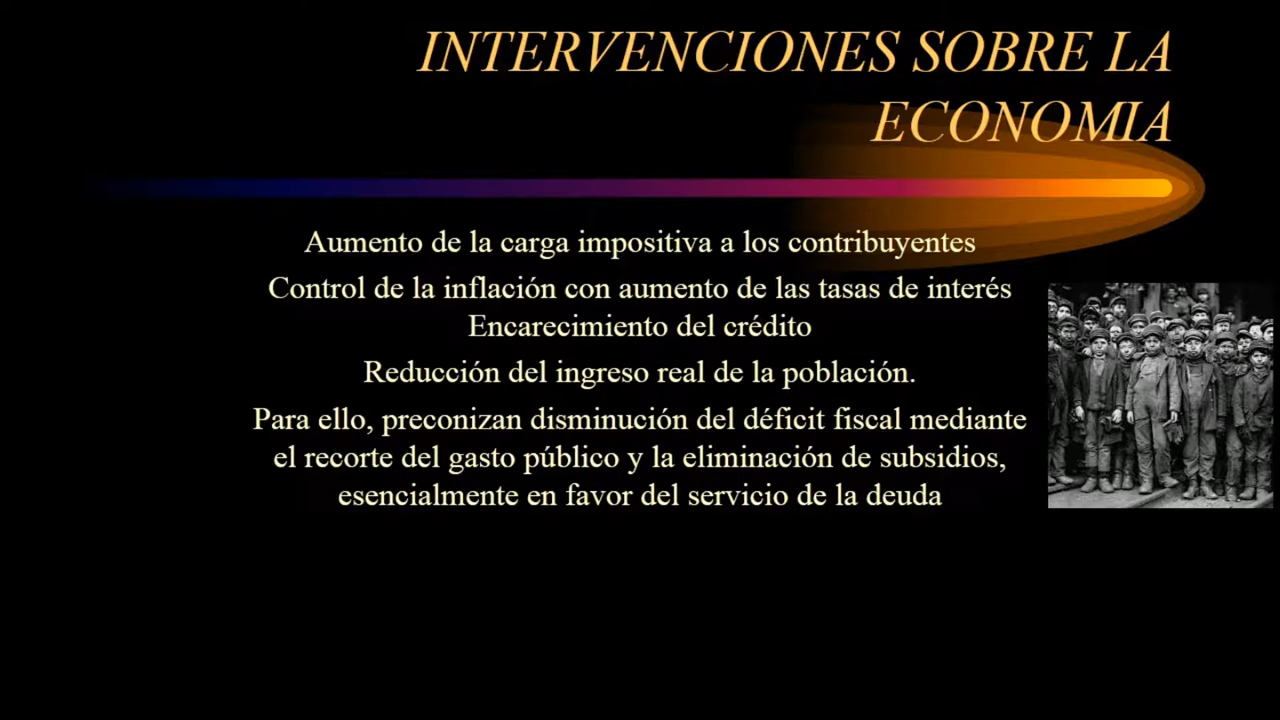 INTERVENCIONES SOBRE LA
ECONOMIA
Aumento de la carga impositiva a los contribuyentes
Control de la inflación con aumento de las tasas de interés
Encarecimiento del crédito
Reducción del ingreso real de la población.
Para ello, preconizan disminución del déficit fiscal mediante
el recorte del gasto público y la eliminación de subsidios,
esencialmente en favor del servicio de la deuda